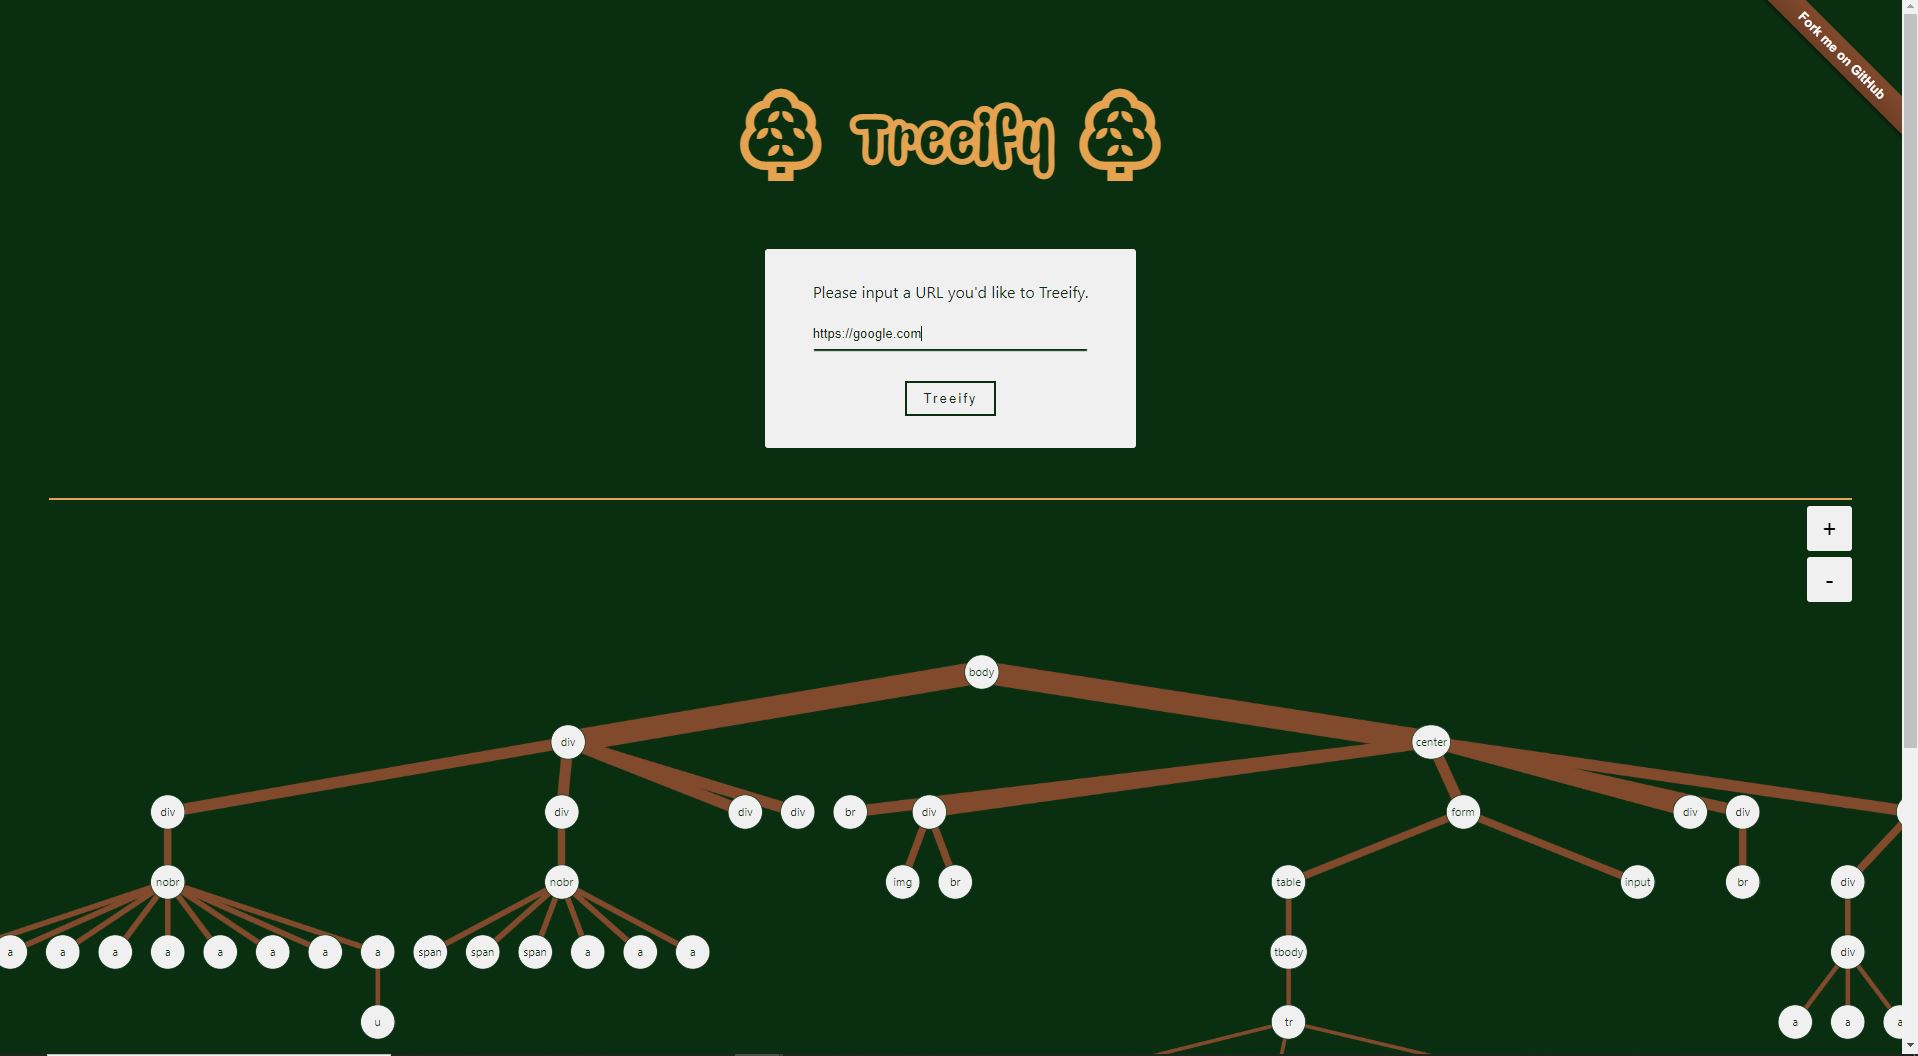 Fork me on GitHub
Treeify
Please input a URL you'd like to Treeify.
https://google.com
Treeify
+
-
body
div center
div div div div br div form div div
nobr nobr img br table input br div
a a a a a a a a span span span a a a tbody div
u tr a a a